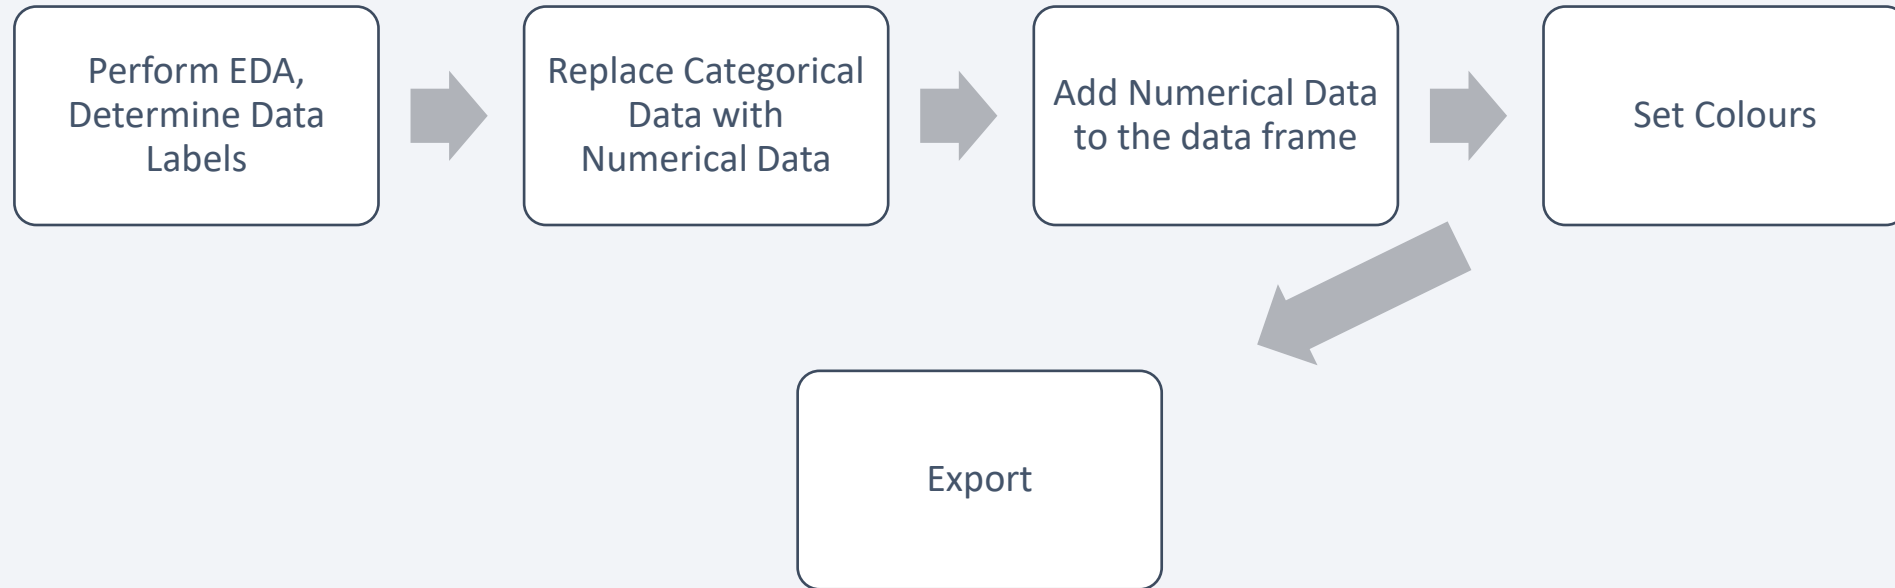 Perform EDA,
Determine Data
Labels
Replace Categorical
Data with
Numerical Data
Add Numerical Data
to the data frame
Set Colours
Export